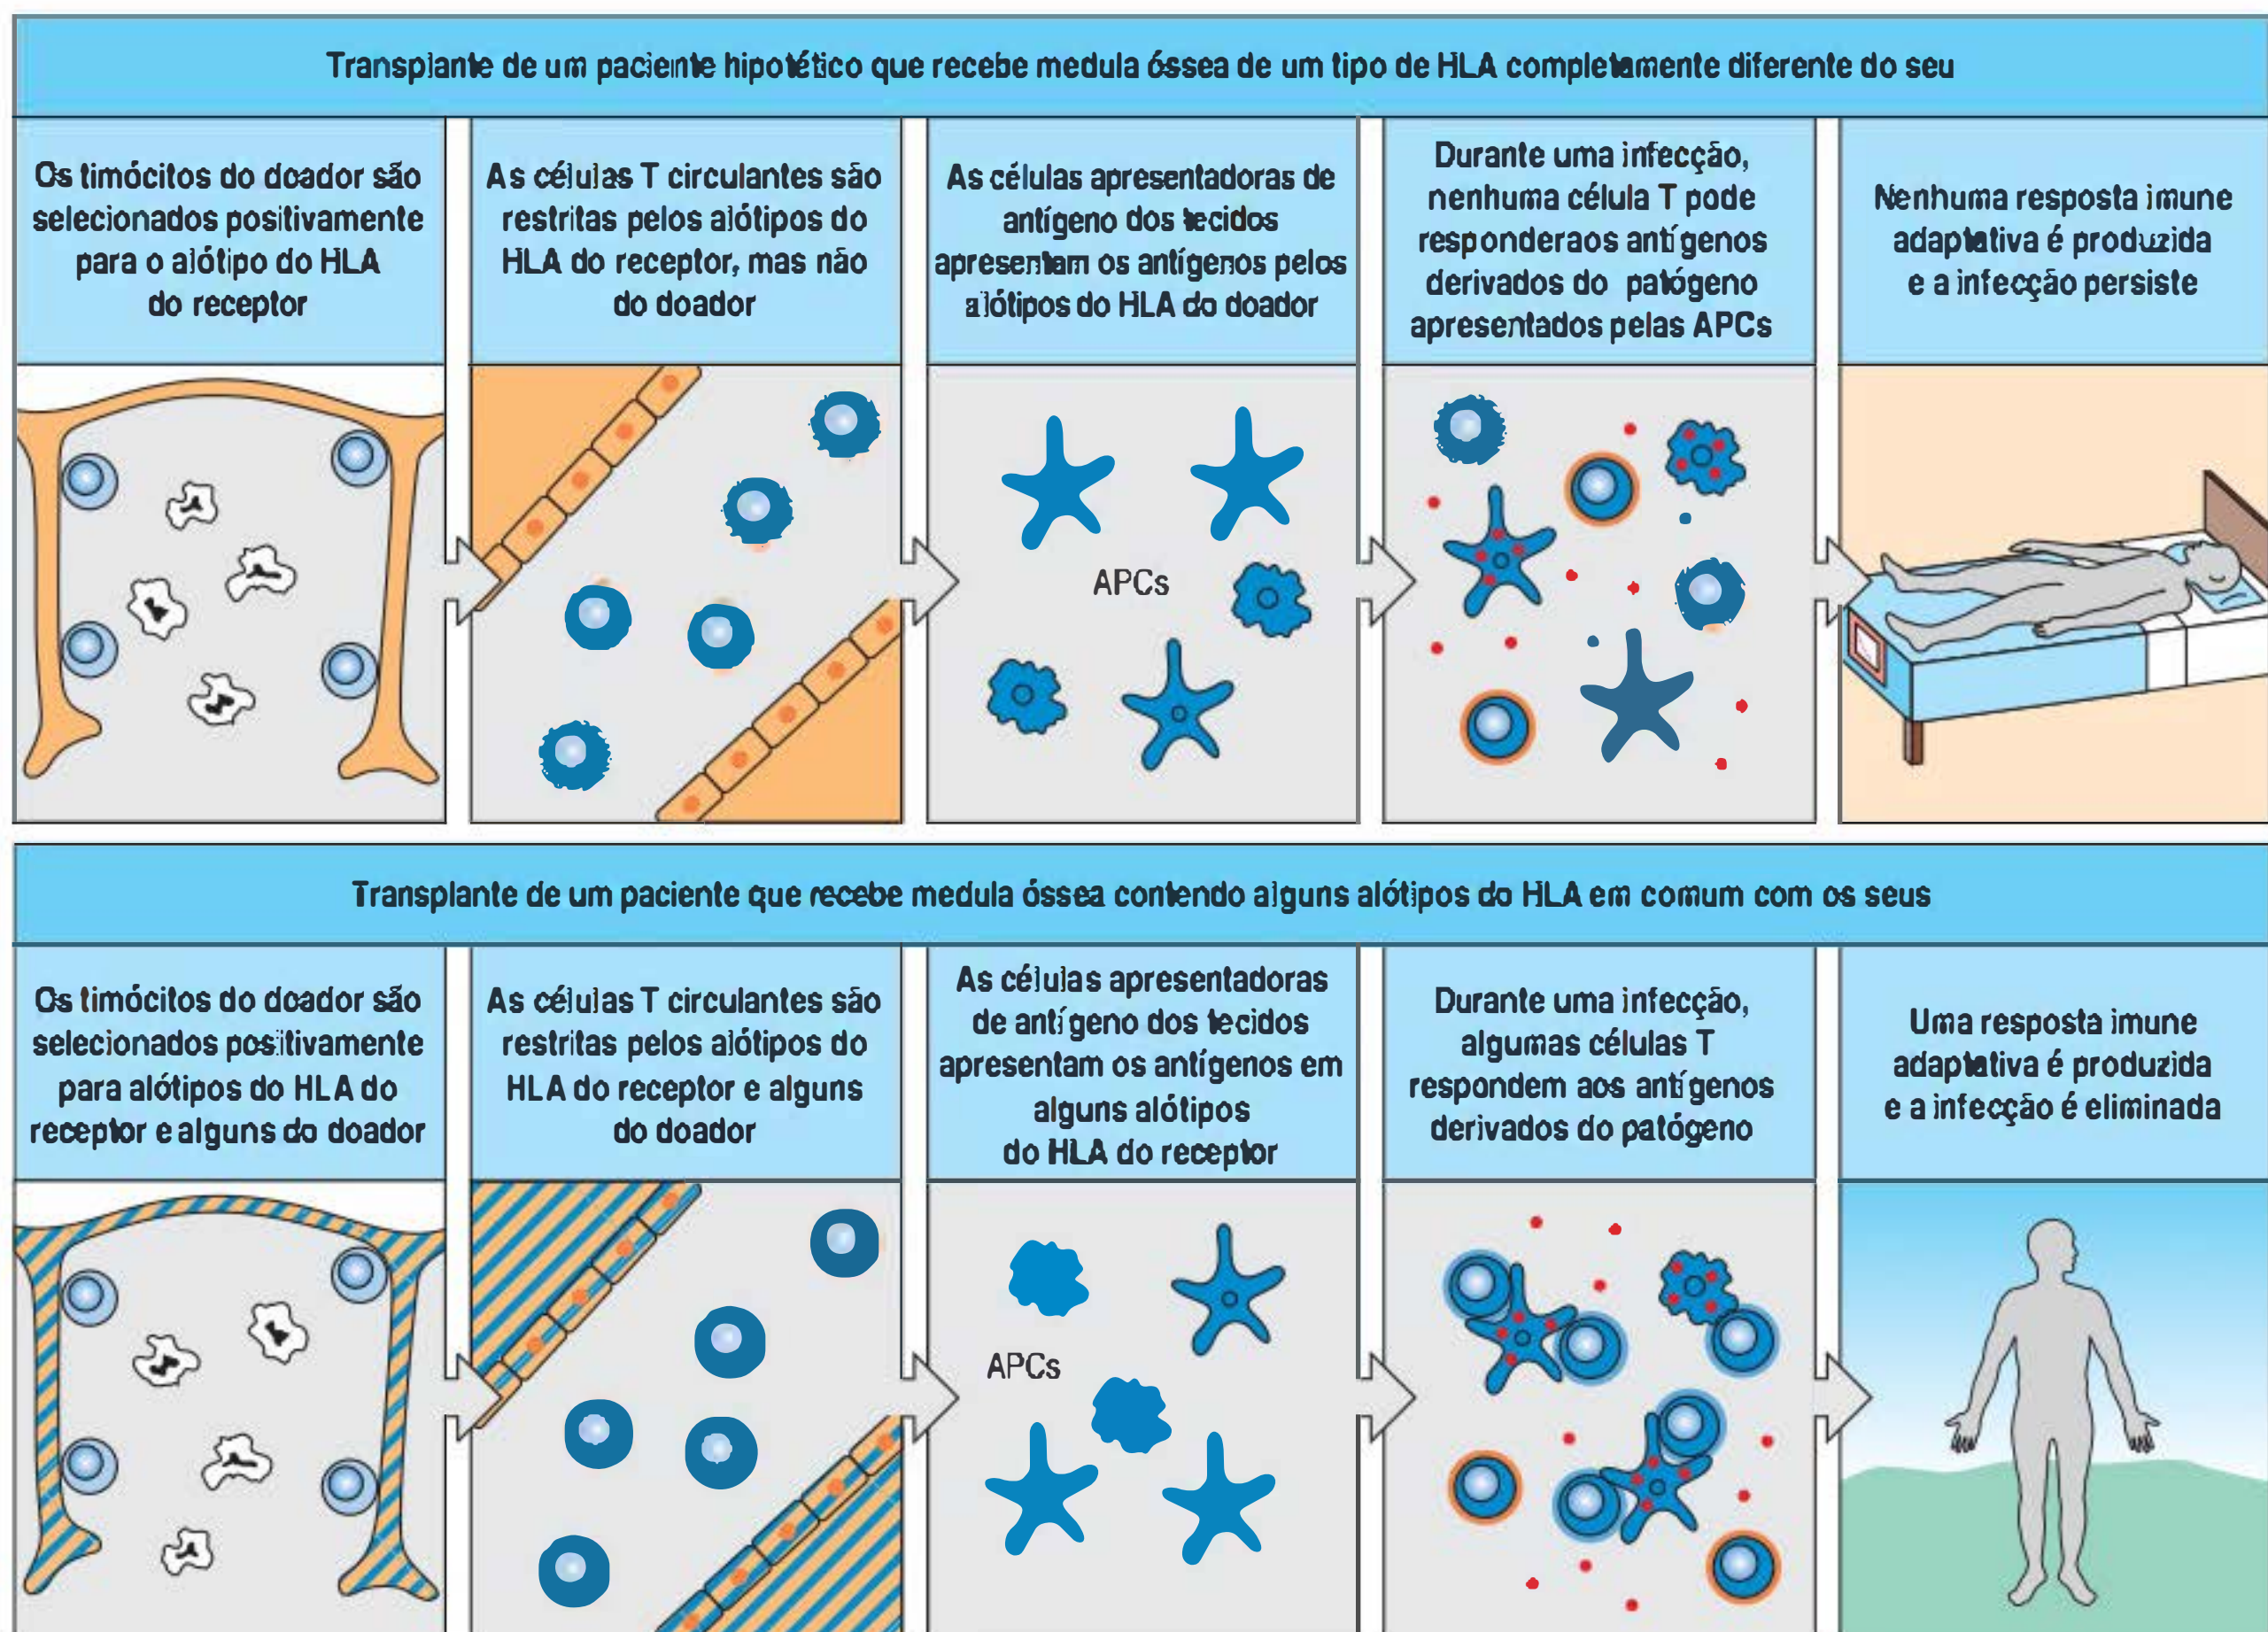 Transplante de um paciente hipotético que recebe medula óssea de um tipo de HLA completamente diferente do seu
Os timócitos do doador são
selecionados positivamente
para o alótipo do HLA
do receptor
As células T circulantes são
restritas pelos alótipos do
HLA do receptor, mas não
do doador
As células apresentadoras de
antígeno dos tecidos
apresentam os antígenos pelos
alótipos do HLA do doador
Durante uma infecção,
nenhuma célula T pode
responderaos antígenos
derivados do patógeno
apresentados pelas APCs
Nenhuma resposta imune
adaptativa é produzida
e a infecção persiste
APCs
Transplante de um paciente que recebe medula óssea contendo alguns alótipos do HLA em comum com os seus
Os timócitos do doador são
selecionados positivamente
para alótipos do HLA do
receptor e alguns do doador
As células T circulantes são
restritas pelos alótipos do
HLA do receptor e alguns
do doador
As células apresentadoras
de antígeno dos tecidos
apresentam os antígenos em
alguns alótipos
do HLA do receptor
Durante uma infecção,
algumas células T
respondem aos antígenos
derivados do patógeno
Uma resposta imune
adaptativa é produzida
e a infecção é eliminada
APCs